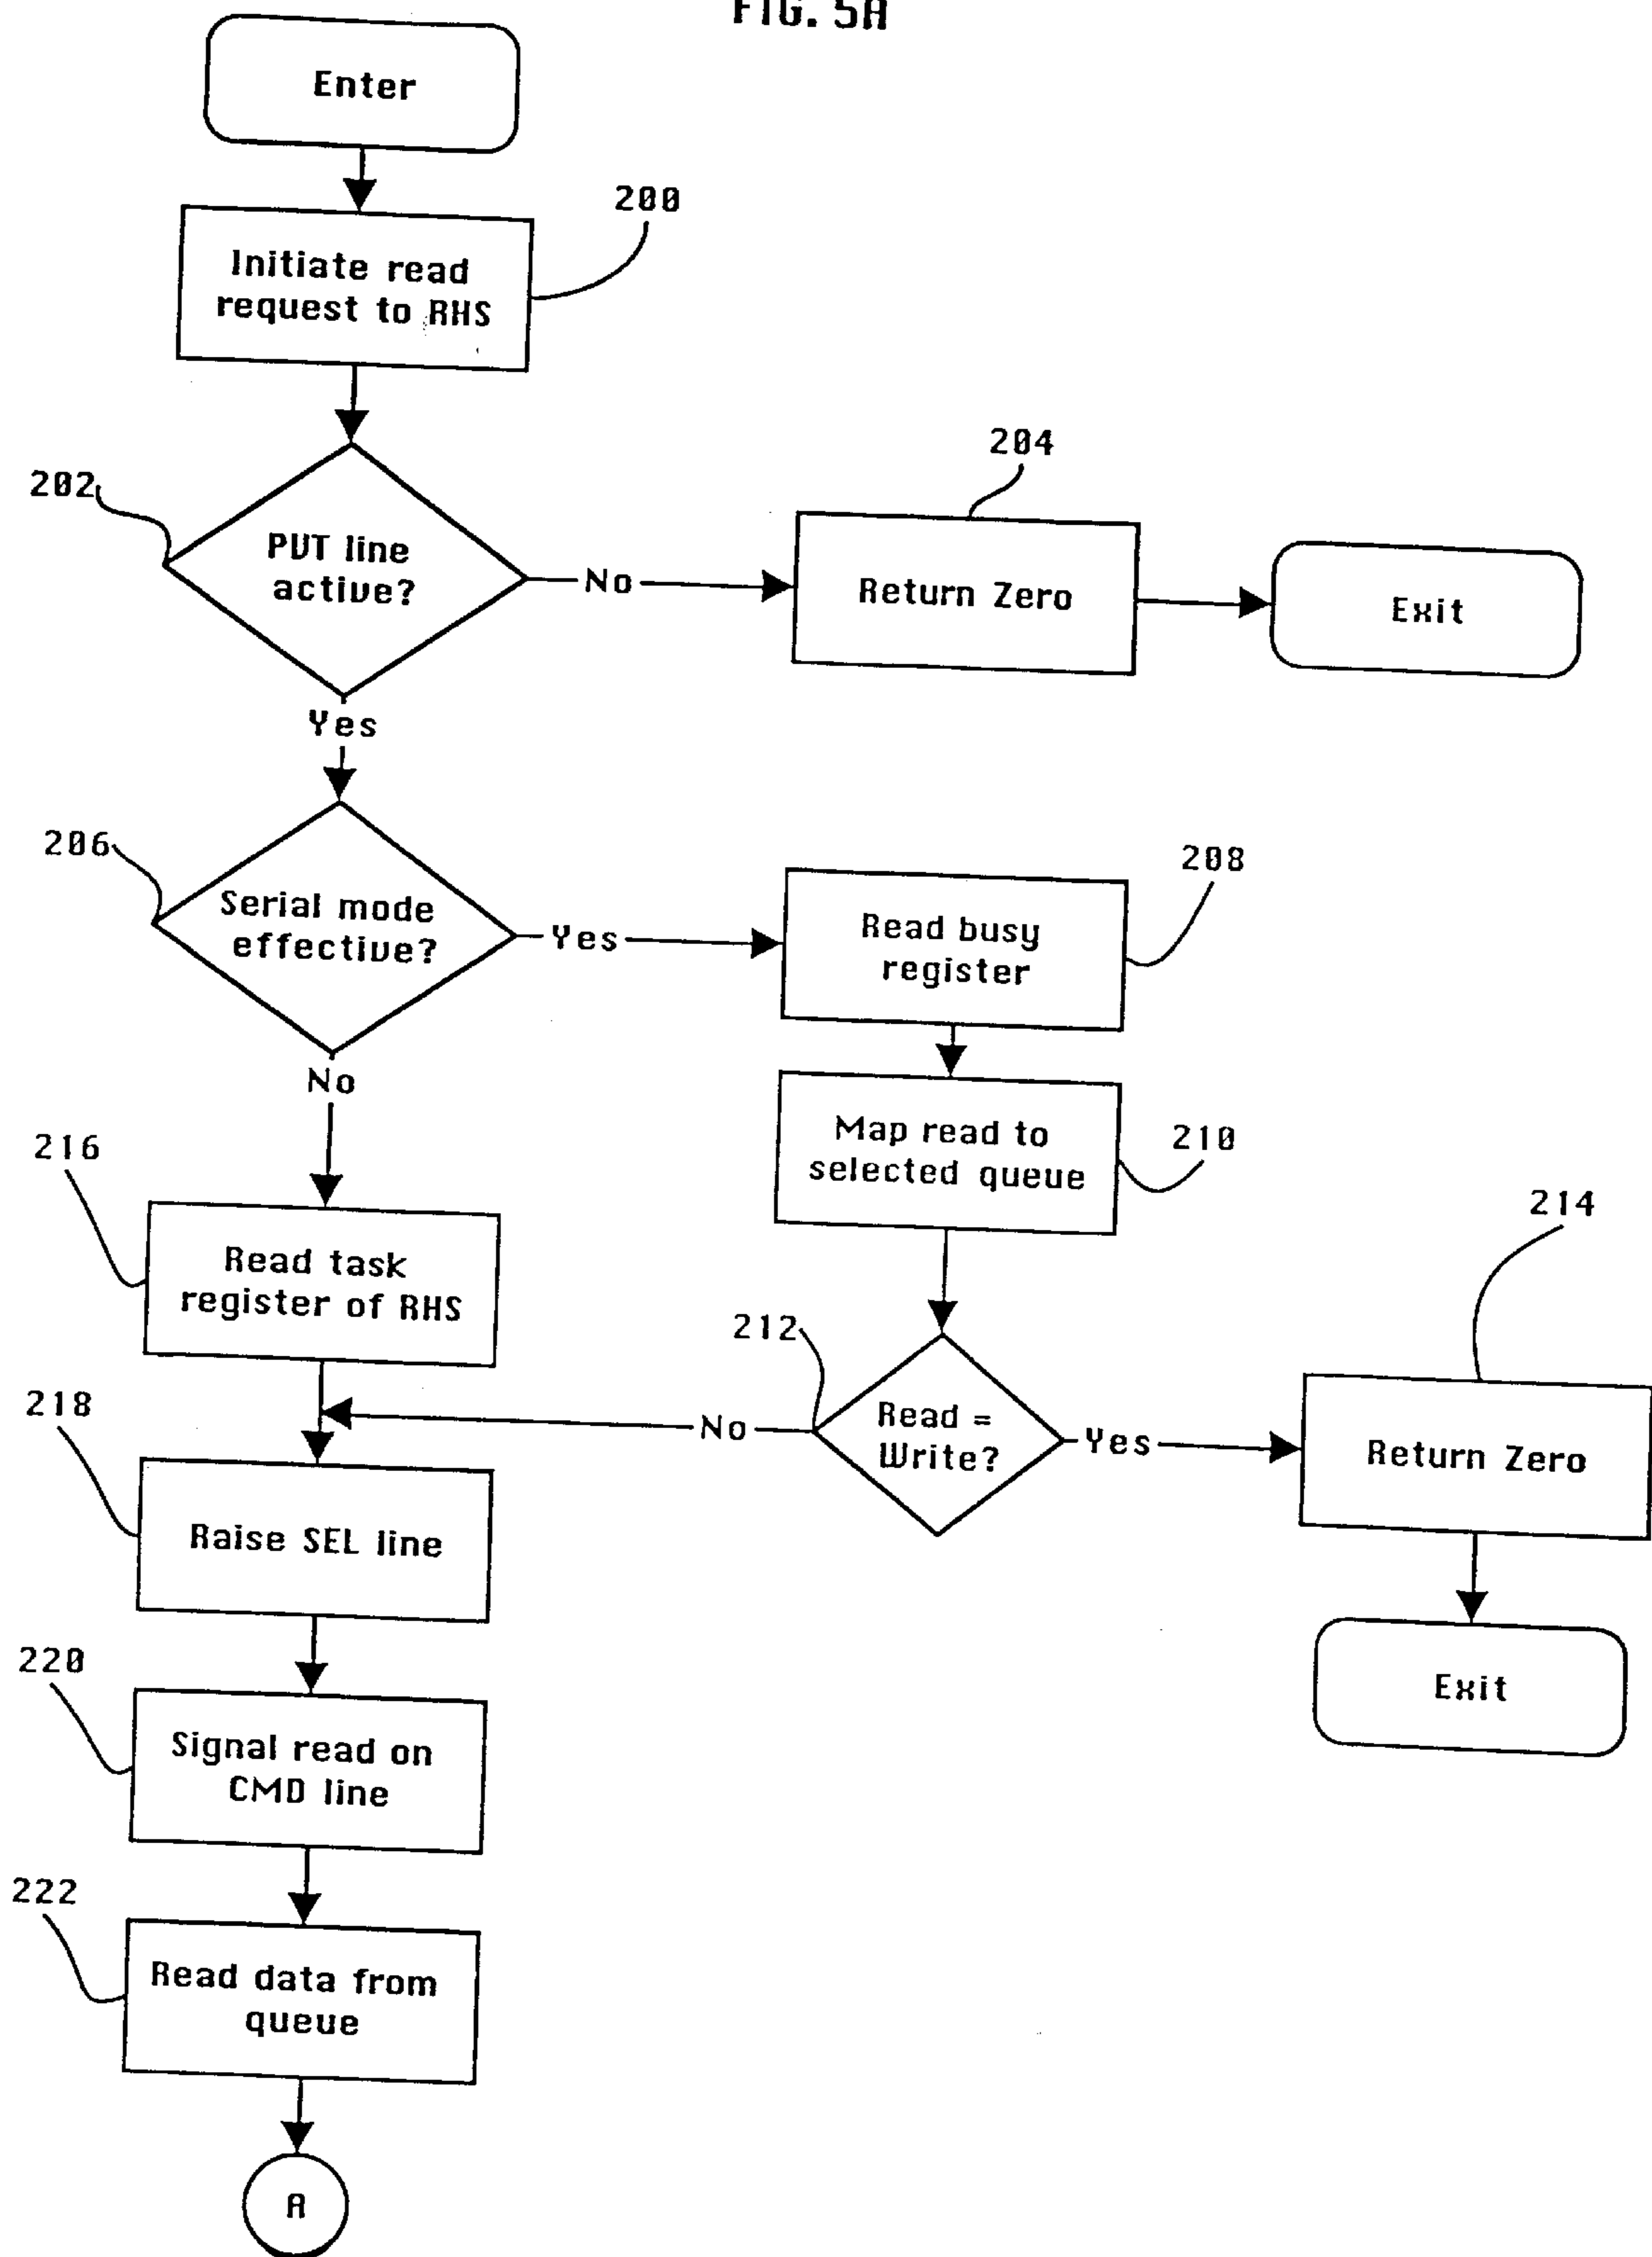 FIG. 5A
Enter
200
Initiate read
request to RHS
202
PVT line
active?
No
204
Return Zero
Exit
Yes
206
Serial mode
effective?
Yes
208
Read busy
register
No
210
Map read to
selected queue
216
Read task
register of RHS
212
Read =
Write?
No
Yes
214
Return Zero
Exit
218
Raise SEL line
220
Signal read on
CMD line
222
Read data from
queue
A